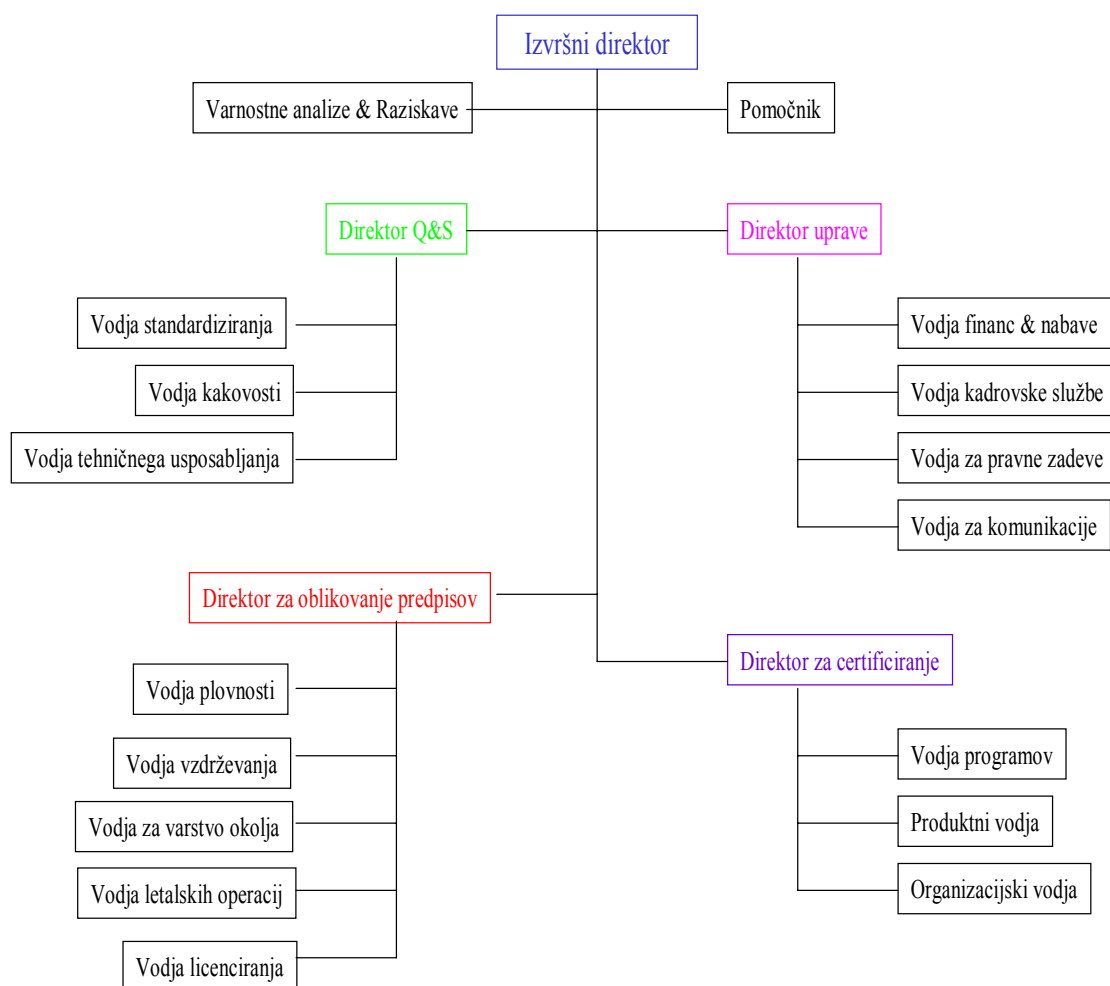 Izvršni direktor
Varnostne analize & Raziskave
Pomočnik
Direktor Q&S
Direktor uprave
Vodja standardiziranja
Vodja kakovosti
Vodja tehničnega usposabljanja
Vodja financ & nabave
Vodja kadrovske službe
Vodja za pravne zadeve
Vodja za komunikacije
Direktor za oblikovanje predpisov
Direktor za certificiranje
Vodja plovnosti
Vodja vzdrževanja
Vodja za varstvo okolja
Vodja letalskih operacij
Vodja licenciranja
Vodja programov
Produktni vodja
Organizacijski vodja